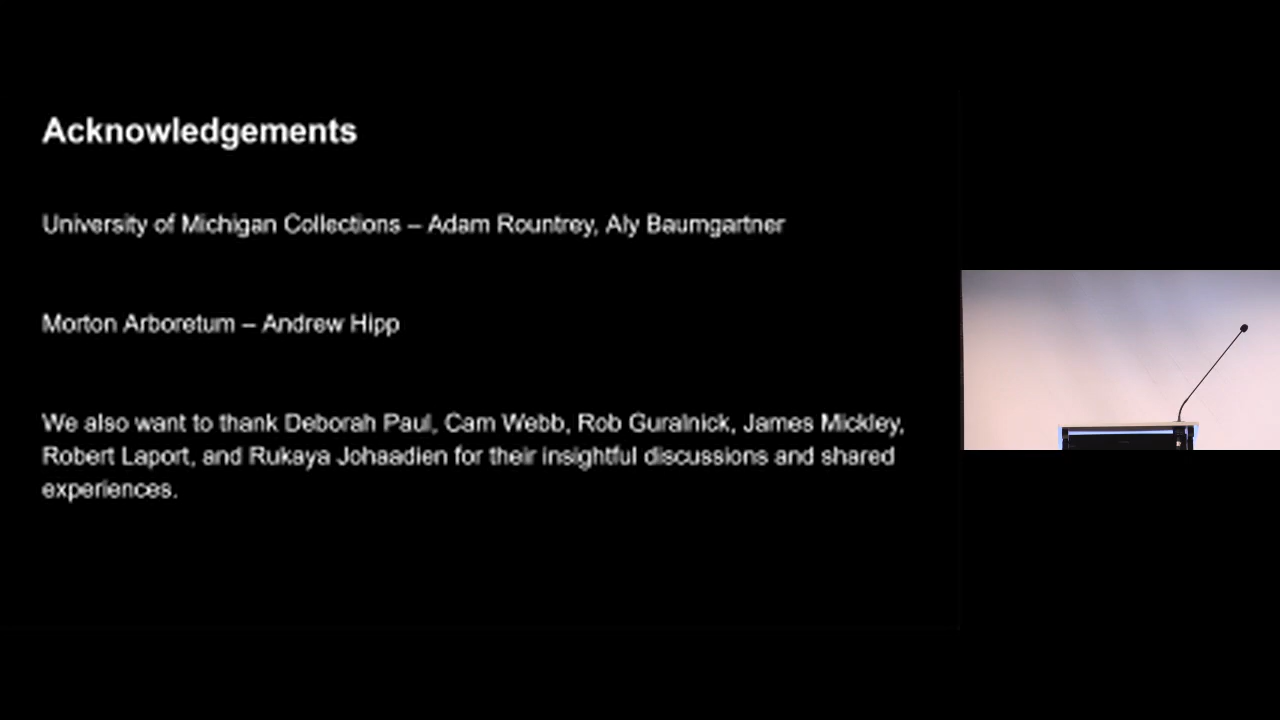 Acknowledgements
University of Michigan Collections – Adam Rountrey, Aly Baumgartner
Morton Arboretum – Andrew Hipp
We also want to thank Deborah Paul, Cam Webb, Rob Guralnick, James Mickley,
Robert Laport, and Rukaya Johaadien for their insightful discussions and shared
experiences.